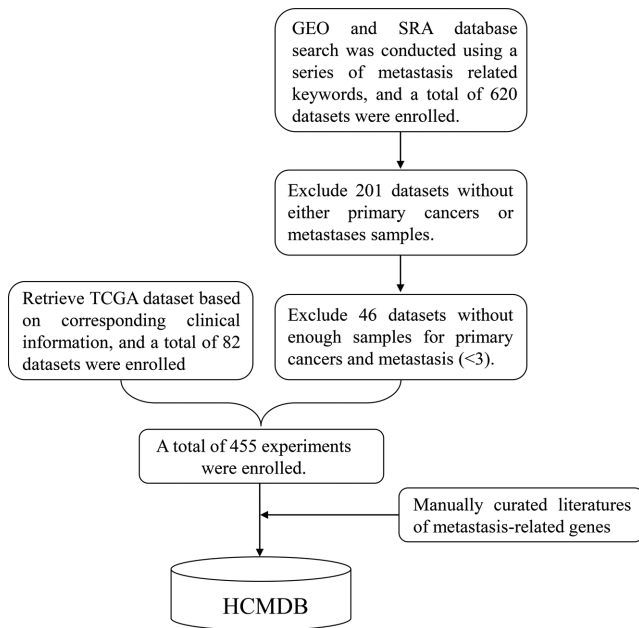 GEO and SRA database
search was conducted using a
series of metastasis related
keywords, and a total of 620
datasets were enrolled.
Exclude 201 datasets without
either primary cancers or
metastases samples.
Retrieve TCGA dataset based
on corresponding clinical
information, and a total of 82
datasets were enrolled
Exclude 46 datasets without
enough samples for primary
cancers and metastasis (<3).
A total of 455 experiments
were enrolled.
Manually curated literatures
of metastasis-related genes
HCMDB